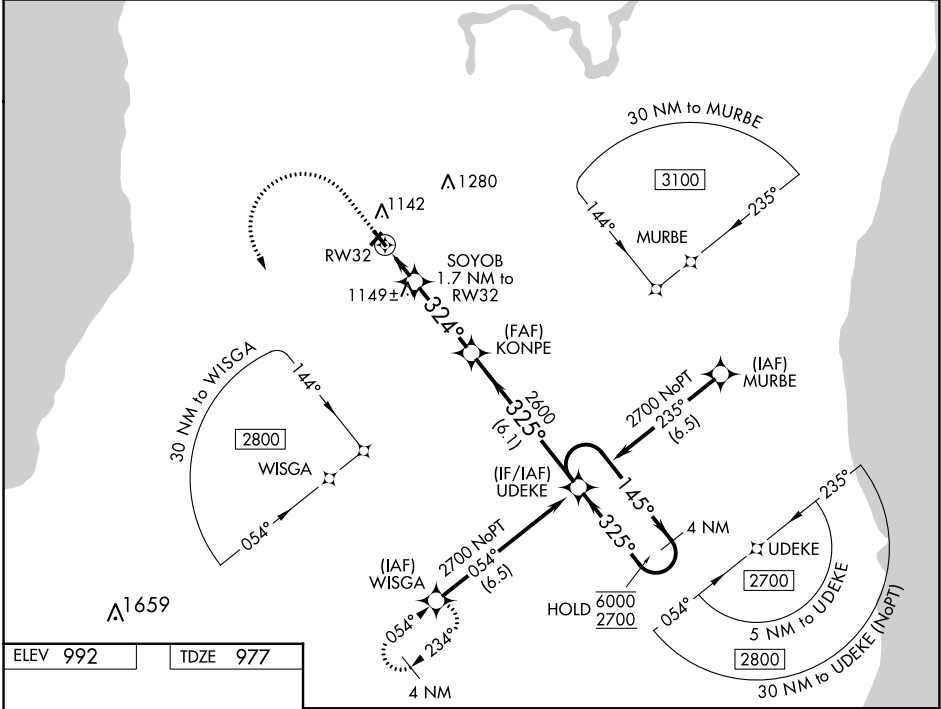 30 NM to MURBE
3100
144°
235°
MURBE
1280
1142
RW32
SOYOB
1.7 NM to
RW32
1149±
324°
(FAF)
KONPE
30 NM to WISGA
144°
2800
WISGA
054°
2600
325°
(6.1)
(IAF)
MURBE
2700 NoPT
235°
(6.5)
(IF/IAF)
UDEKE
145°
325°
4 NM
HOLD
6000
2700
2700 NoPT
054°
(6.5)
(IAF)
WISGA
054°
234°
4 NM
235°
UDEKE
2700
054°
5 NM to UDEKE
2800
30 NM to UDEKE (NoPT)
1659
ELEV 992
TDZE 977